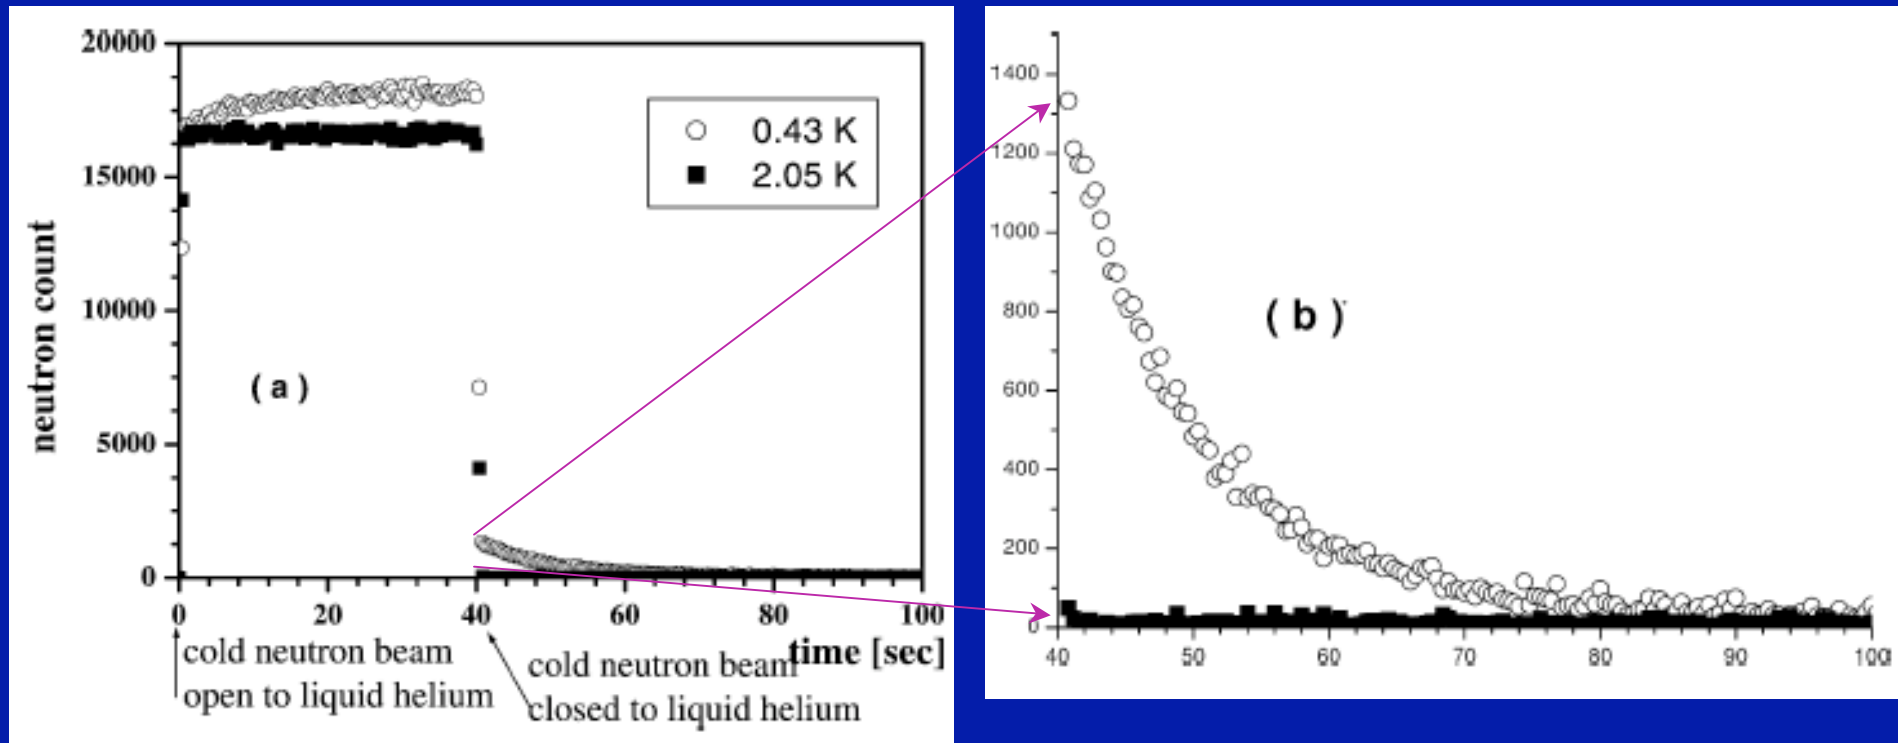 20000
15000
10000
5000
0
neutron count
0.43 K
2.05 K
( a )
0 20 40 60 80 100
time [sec]
cold neutron beam
open to liquid helium
cold neutron beam
closed to liquid helium
1400
1200
1000
800
600
400
200
0
( b )
40 50 60 70 80 90 100